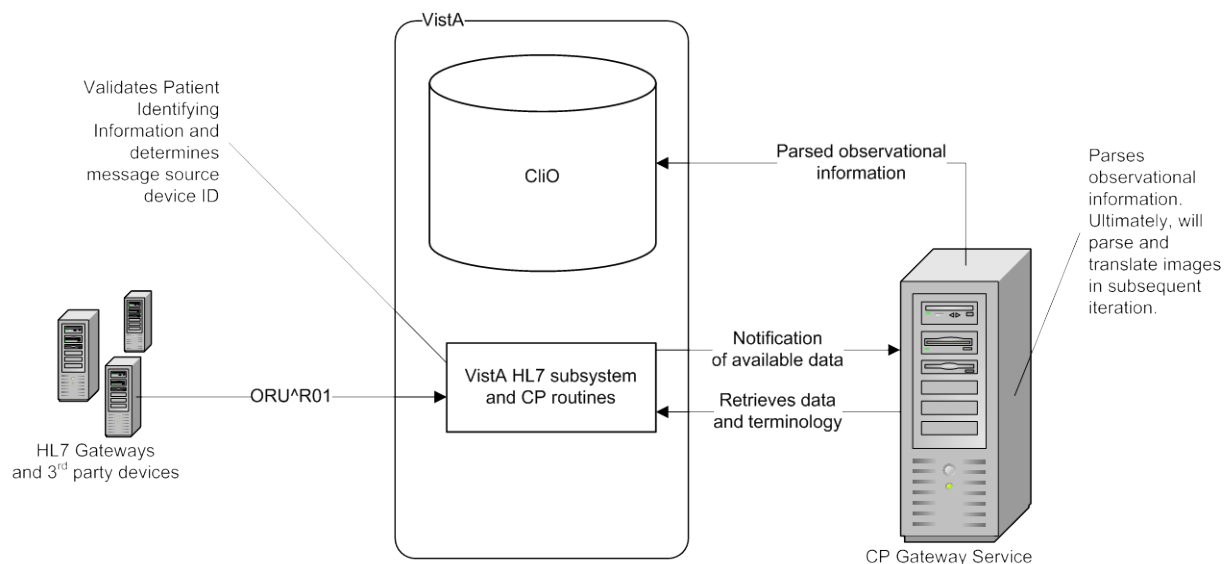 VistA
Validates Patient
Identifying
Information and
determines
message source
device ID
CliO
Parsed observational
information
Parses
observational
information.
Ultimately, will
parse and
translate images
in subsequent
iteration.
HL7 Gateways
and 3rd party devices
ORU^R01
VistA HL7 subsystem
and CP routines
Notification
of available data
Retrieves data
and terminology
CP Gateway Service